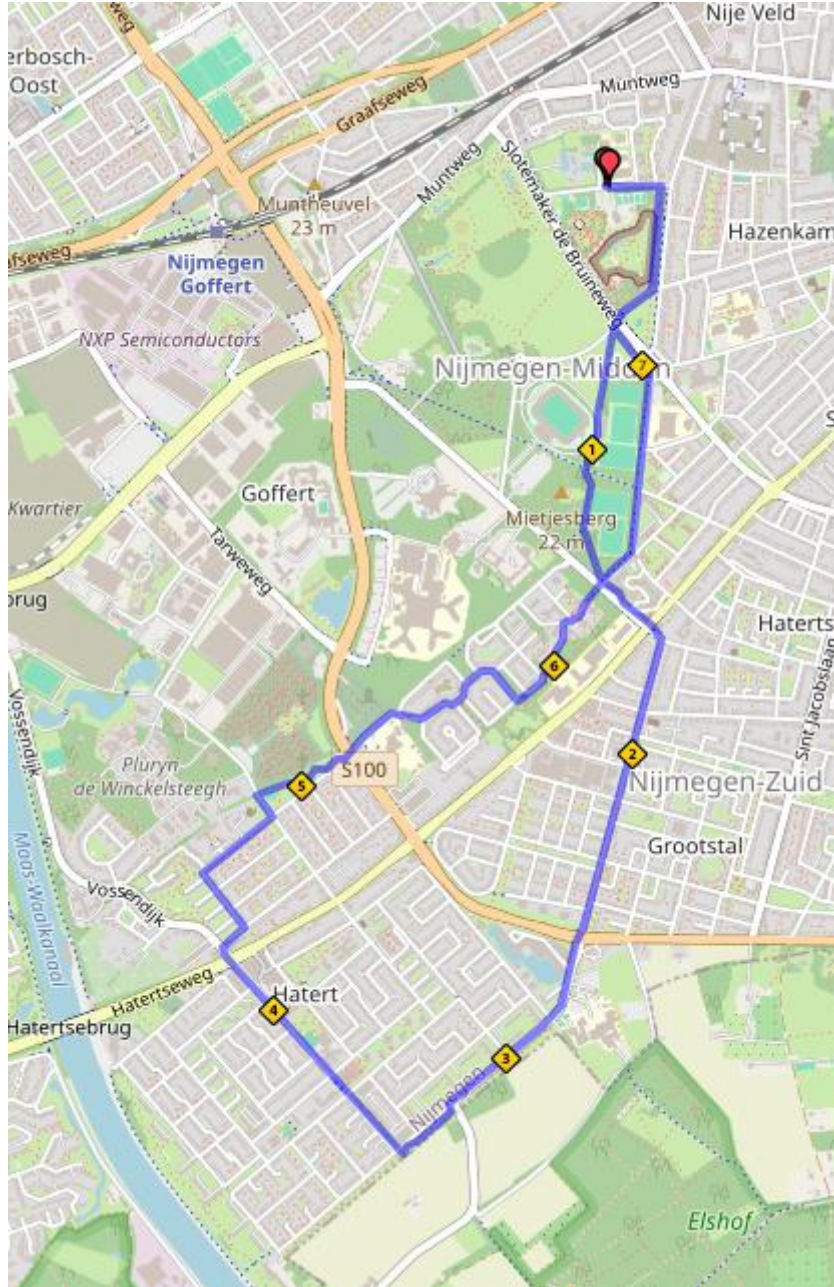 Nije Veld
erbosch-
Oost
Muntweg
Graafseweg
Muntweg
Slotemaker de Bruïneweg
Muntheuvel
23 m
Hazenkam
afseweg
Nijmegen
Goffert
NXP Semiconductors
Nijmegen-Midden
7
1
Goffert
Kwartier
Mietjesberg
22 m
Tarweweg
brug
Hatertse
Sint Jacobslaan
6
Vossendijk
2
Pluryn
de Winckelsteegh
S100
5
Nijmegen-Zuid
Grootstal
Maas-Waalkanaal
Vossendijk
Hatertseweg
Hatert
4
Hatertsebrug
3
Nijmegen
Elshof